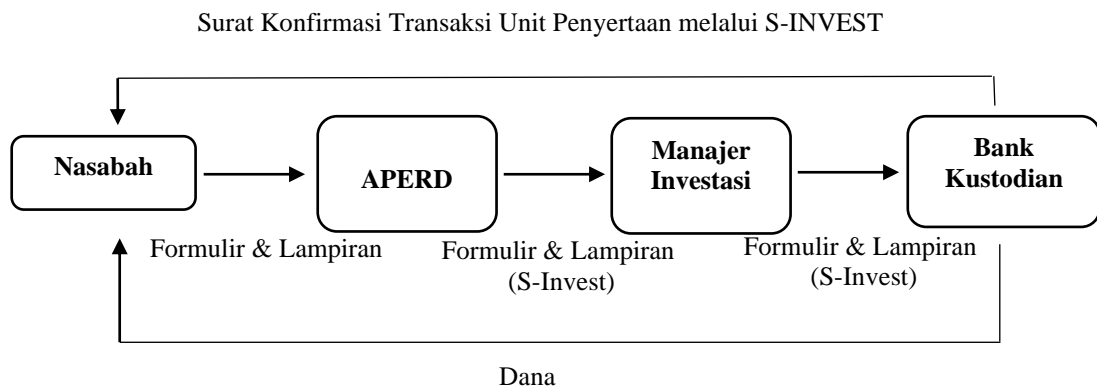 Surat Konfirmasi Transaksi Unit Penyertaan melalui S-INVEST
Nasabah
APERD
Manajer
Investasi
Bank
Kustodian
Formulir & Lampiran
Formulir & Lampiran
(S-Invest)
Formulir & Lampiran
(S-Invest)
Dana